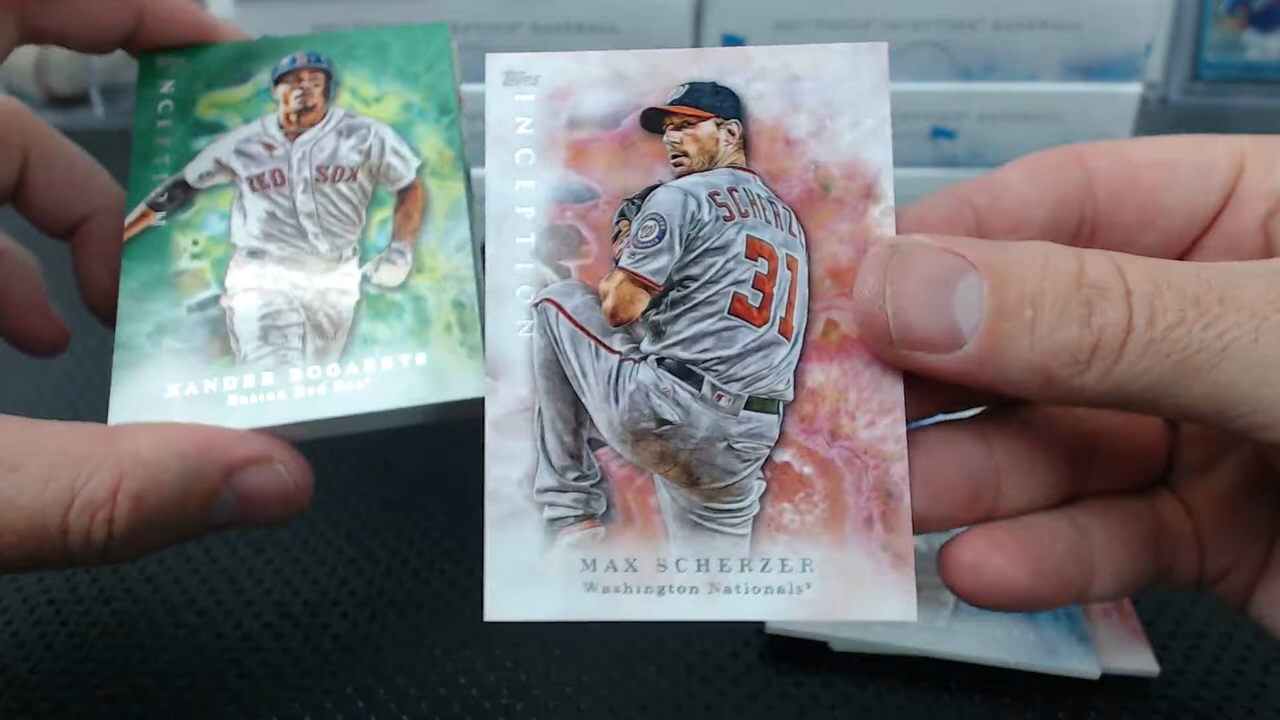 INCEPTION
RED SOX
XANDER BOGAERTS
Boston Red Sox
Topps
INCEPTION
W
SCHERZ
31
MAX SCHERZER
Washington Nationals